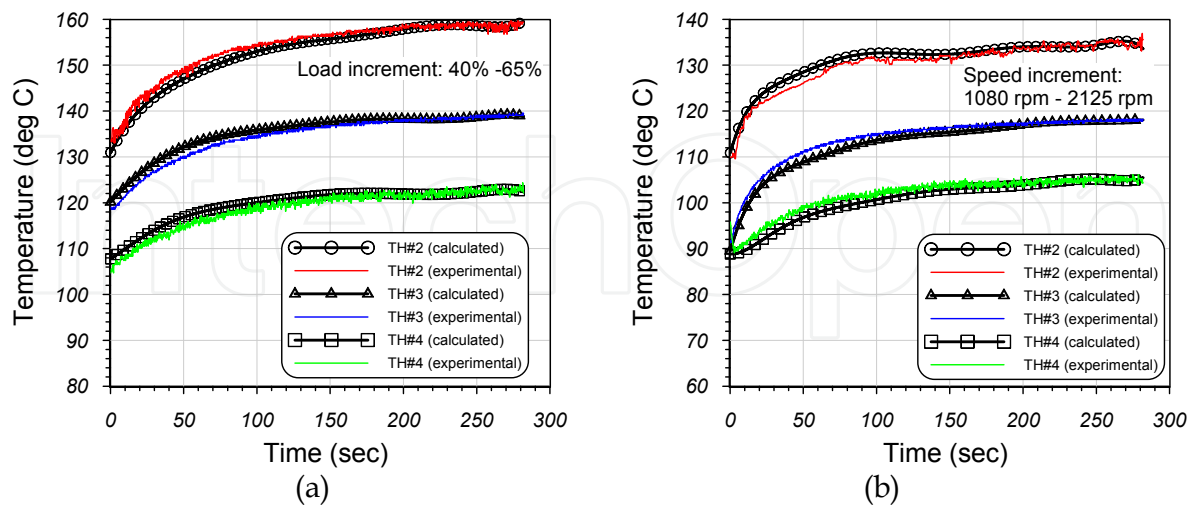 160
150
140
130
120
110
100
90
80
Temperature (deg C)
Load increment: 40% -65%
TH#2 (calculated)
TH#2 (experimental)
TH#3 (calculated)
TH#3 (experimental)
TH#4 (calculated)
TH#4 (experimental)
0 50 100 150 200 250 300
Time (sec)
(a)
140
130
120
110
100
90
80
70
60
Temperature (deg C)
Speed increment:
1080 rpm - 2125 rpm
TH#2 (calculated)
TH#2 (experimental)
TH#3 (calculated)
TH#3 (experimental)
TH#4 (calculated)
TH#4 (experimental)
0 50 100 150 200 250 300
Time (sec)
(b)